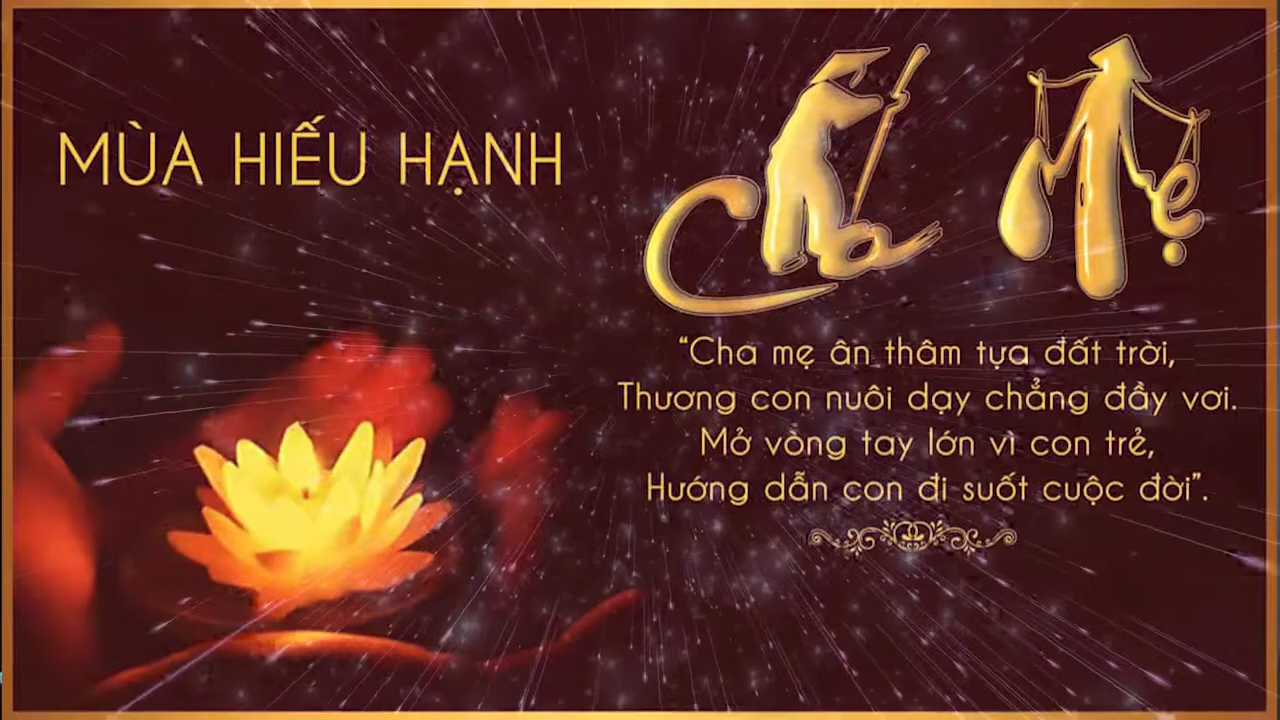 MÙA HIẾU HẠNH
Cha Mẹ
“Cha mẹ ân thâm tựa đất trời,
Thương con nuôi dạy chẳng đầy vơi.
Mở vòng tay lớn vì con trẻ,
Hướng dẫn con đi suốt cuộc đời”.